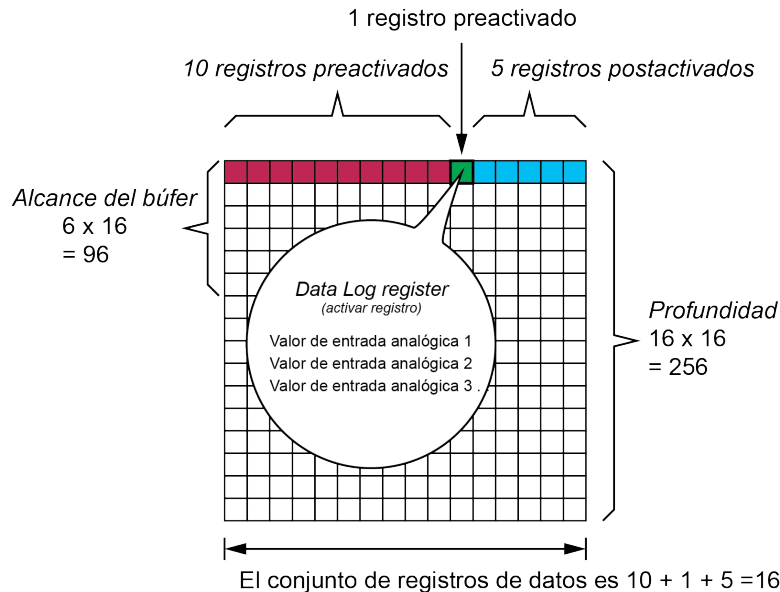 1 registro preactivado
10 registros preactivados
5 registros postactivados
Alcance del búfer
6 x 16
= 96
Data Log register
(activar registro)
Valor de entrada analógica 1
Valor de entrada analógica 2
Valor de entrada analógica 3 . .
Profundidad
16 x 16
= 256
El conjunto de registros de datos es 10 + 1 + 5 =16